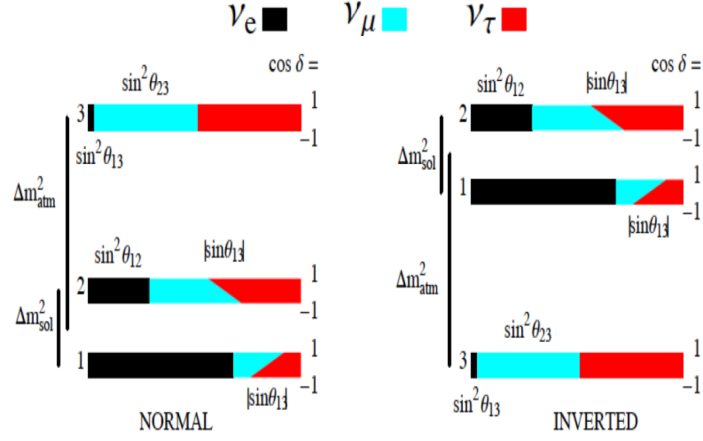 νe νμ ντ
cos δ =
sin²θ23
3
1
−1
sin²θ13
Δm²atm
sin²θ12
|sinθ13|
2
1
−1
Δm²sol
1
1
−1
|sinθ13|
NORMAL
cos δ =
sin²θ12
|sinθ13|
2
1
−1
Δm²sol
1
1
−1
|sinθ13|
Δm²atm
sin²θ23
3
1
−1
sin²θ13
INVERTED